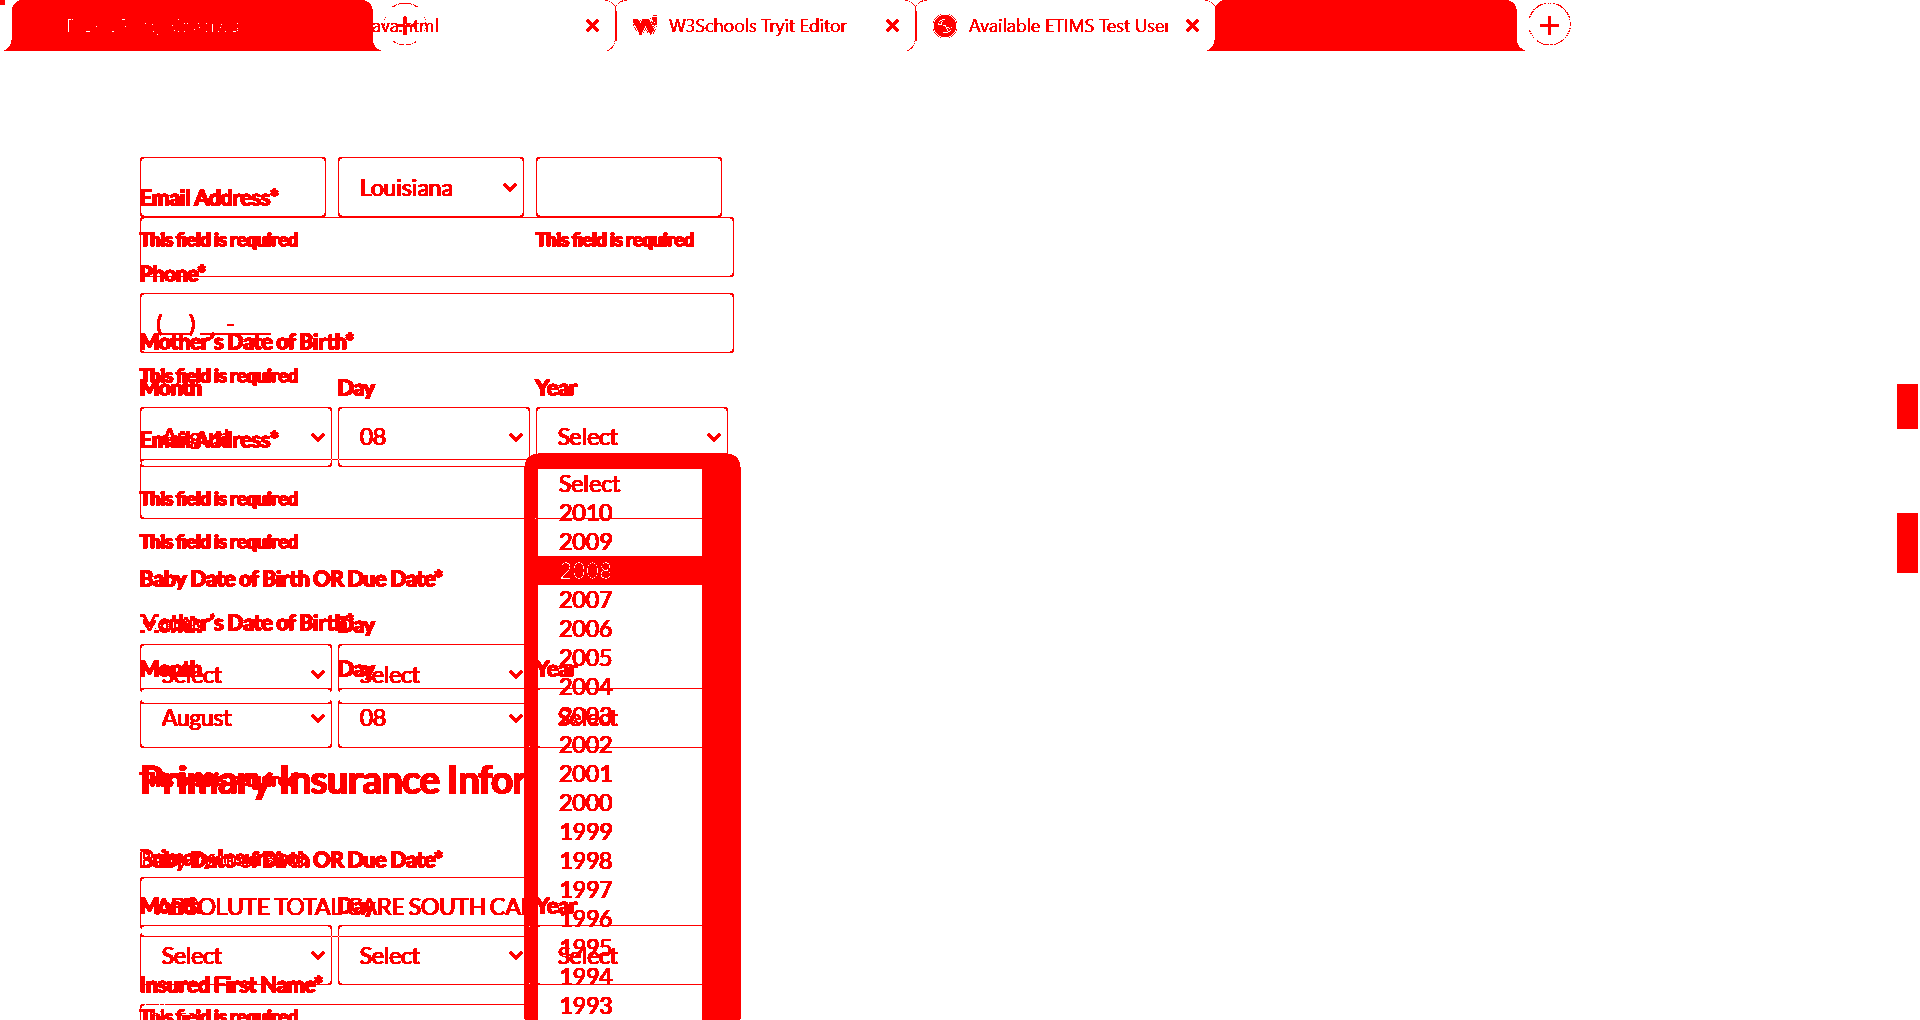 ava.html
W3Schools Tryit Editor
Available ETIMS Test User
Louisiana
Email Address*
This field is required This field is required
Phone*
(__) ___-____
Mother's Date of Birth*
This field is required
Month Day Year
August 08 Select
Email Address*
Select
This field is required 2010
This field is required 2009
Baby Date of Birth OR Due Date* 2008
2007
Mother's Date of Birth* Day 2006
Month Day Year 2005
Select Select 2004
August 08 Select 2003
2002
Primary Insurance Infor 2001
2000
1999
Baby Date of Birth OR Due Date* 1998
1997
Month Day Year
ABSOLUTE TOTAL CARE SOUTH CAR 1996
Select Select Select 1995
Insured First Name* 1994
This field is required 1993